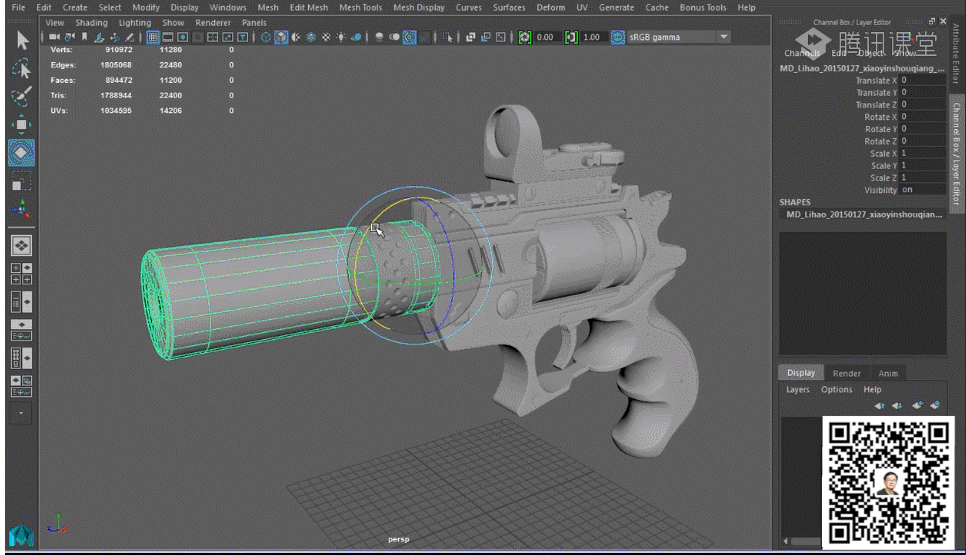 File Edit Create Select Modify Display Windows Mesh Edit Mesh Mesh Tools Mesh Display Curves Surfaces Deform UV Generate Cache Bonus Tools Help
View Shading Lighting Show Renderer Panels
0.00 1.00 sRGB gamma
Verts: 910972 11280 0
Edges: 1805068 22480 0
Faces: 894472 11200 0
Tris: 1788944 22400 0
UVs: 1034595 14206 0
persp
Channel Box / Layer Editor
腾讯课堂
Channels Edit Object Show
MD_Lihao_20150127_xiaoyinshouqiang_...
Translate X 0
Translate Y 0
Translate Z 0
Rotate X 0
Rotate Y 0
Rotate Z 0
Scale X 1
Scale Y 1
Scale Z 1
Visibility on
SHAPES
MD_Lihao_20150127_xiaoyinshouqian...
Display Render Anim
Layers Options Help
Attribute Editor
Channel Box / Layer Editor